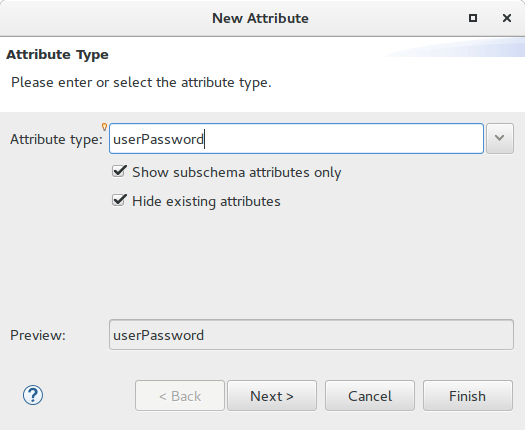 New Attribute
Attribute Type
Please enter or select the attribute type.
Attribute type: userPassword
Show subschema attributes only
Hide existing attributes
Preview: userPassword
? < Back Next > Cancel Finish